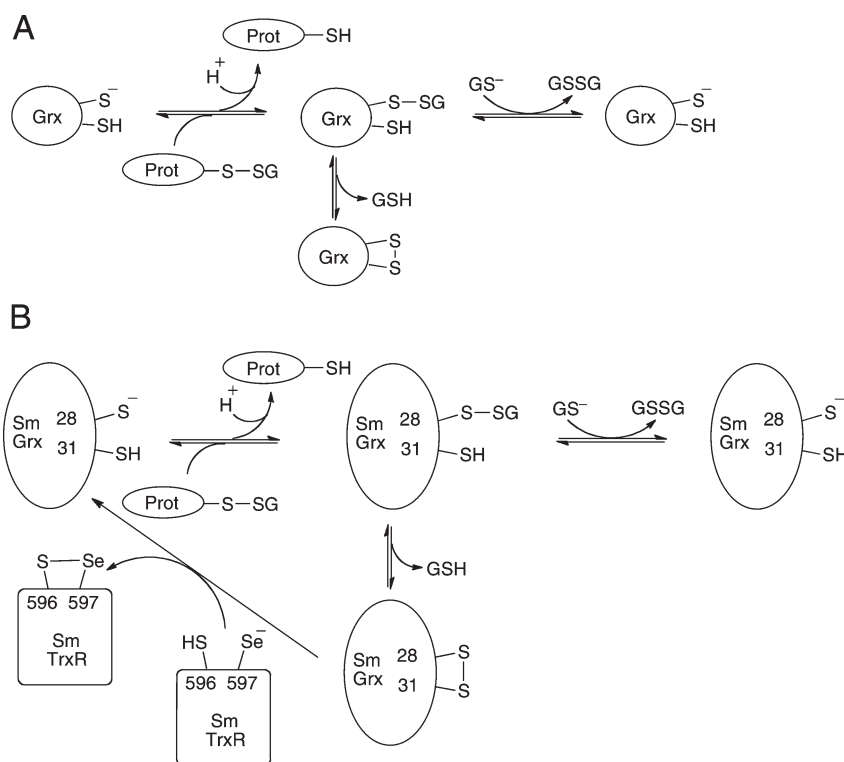 A
Prot SH
H+
GS– GSSG
S–
Grx
SH
S SG
Grx
SH
S–
Grx
SH
Prot S SG
GSH
S
Grx
S
B
Prot SH
H+
GS– GSSG
S–
Sm 28
Grx 31
SH
S SG
Sm 28
Grx 31
SH
S–
Sm 28
Grx 31
SH
Prot S SG
S Se
596 597
Sm
TrxR
GSH
HS Se–
596 597
Sm
TrxR
S
Sm 28
Grx 31
S